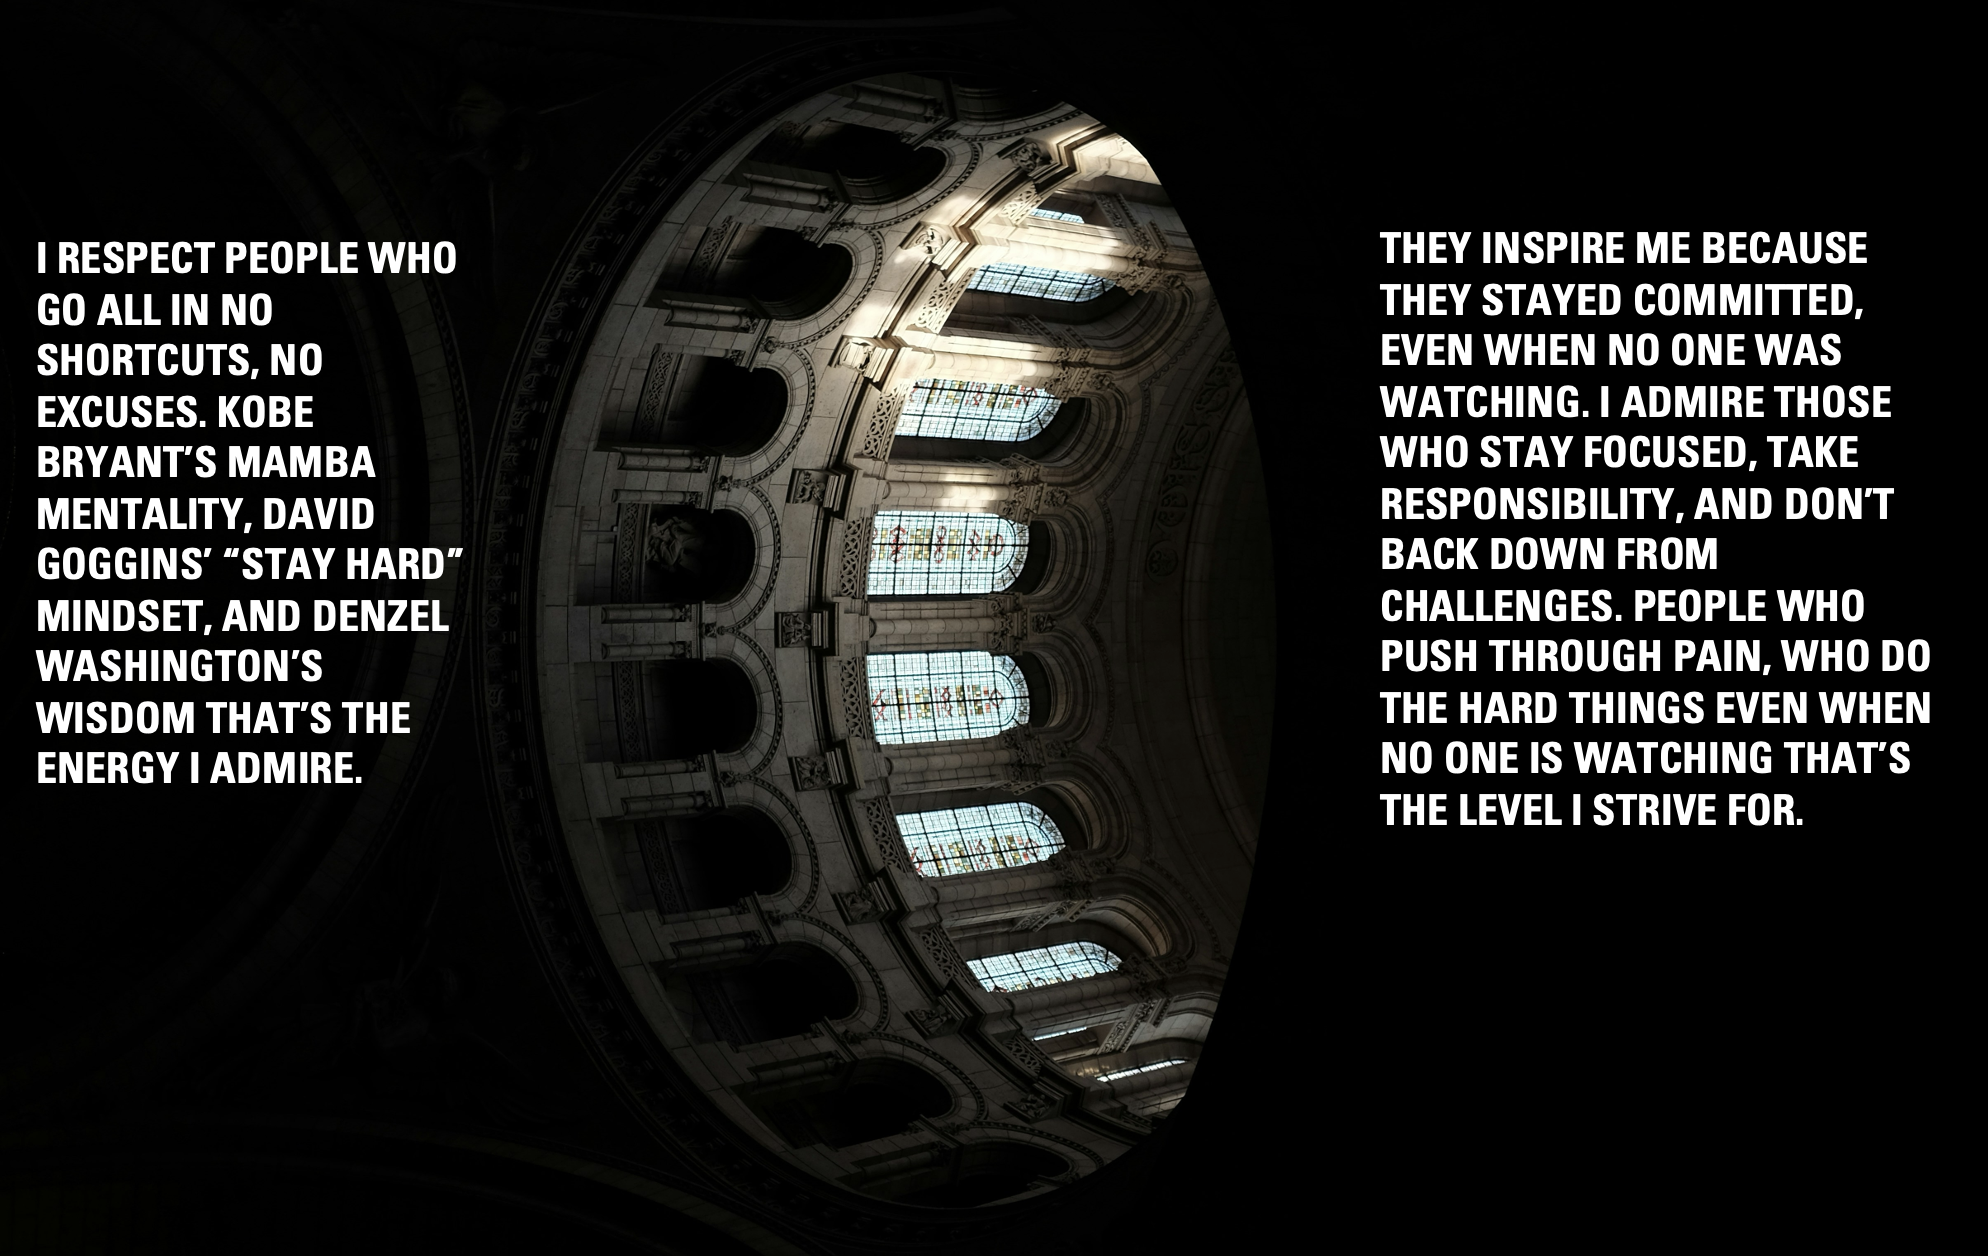 I RESPECT PEOPLE WHO
GO ALL IN NO
SHORTCUTS, NO
EXCUSES. KOBE
BRYANT’S MAMBA
MENTALITY, DAVID
GOGGINS’ “STAY HARD”
MINDSET, AND DENZEL
WASHINGTON’S
WISDOM THAT’S THE
ENERGY I ADMIRE.
THEY INSPIRE ME BECAUSE
THEY STAYED COMMITTED,
EVEN WHEN NO ONE WAS
WATCHING. I ADMIRE THOSE
WHO STAY FOCUSED, TAKE
RESPONSIBILITY, AND DON’T
BACK DOWN FROM
CHALLENGES. PEOPLE WHO
PUSH THROUGH PAIN, WHO DO
THE HARD THINGS EVEN WHEN
NO ONE IS WATCHING THAT’S
THE LEVEL I STRIVE FOR.